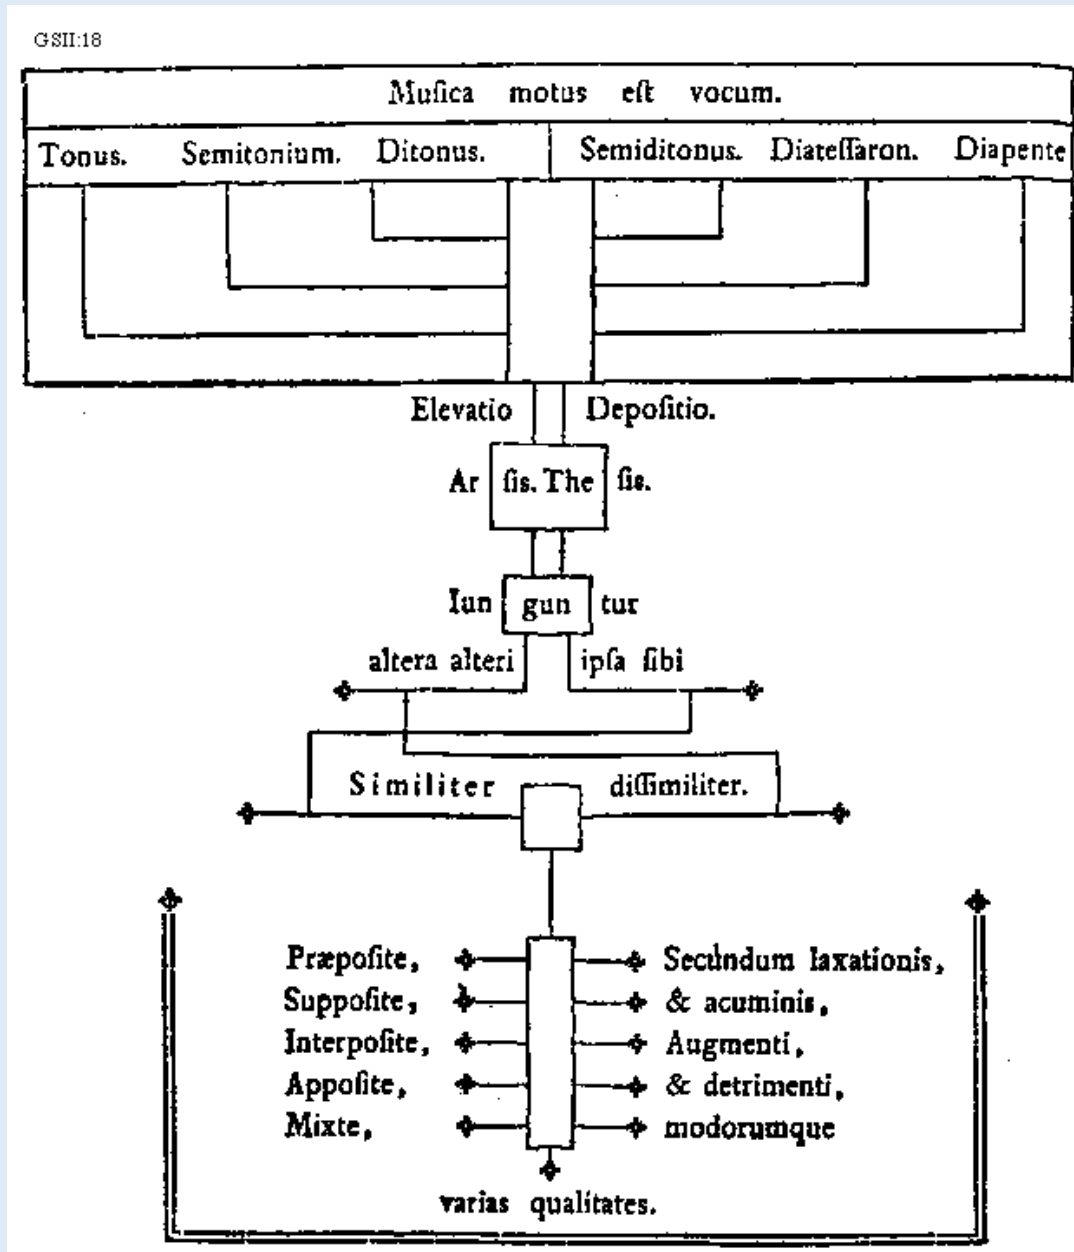 GSII:18
Muſica motus eſt vocum.
Tonus. Semitonium. Ditonus. Semiditonus. Diateſſaron. Diapente
Elevatio Depoſitio.
Ar ſis. The ſis.
Iun gun tur
altera alteri ipſa ſibi
Similiter diſſimiliter.
Præpoſite, Secundum laxationis,
Suppoſite, & acuminis,
Interpoſite, Augmenti,
Appoſite, & detrimenti,
Mixte, modorumque
varias qualitates.